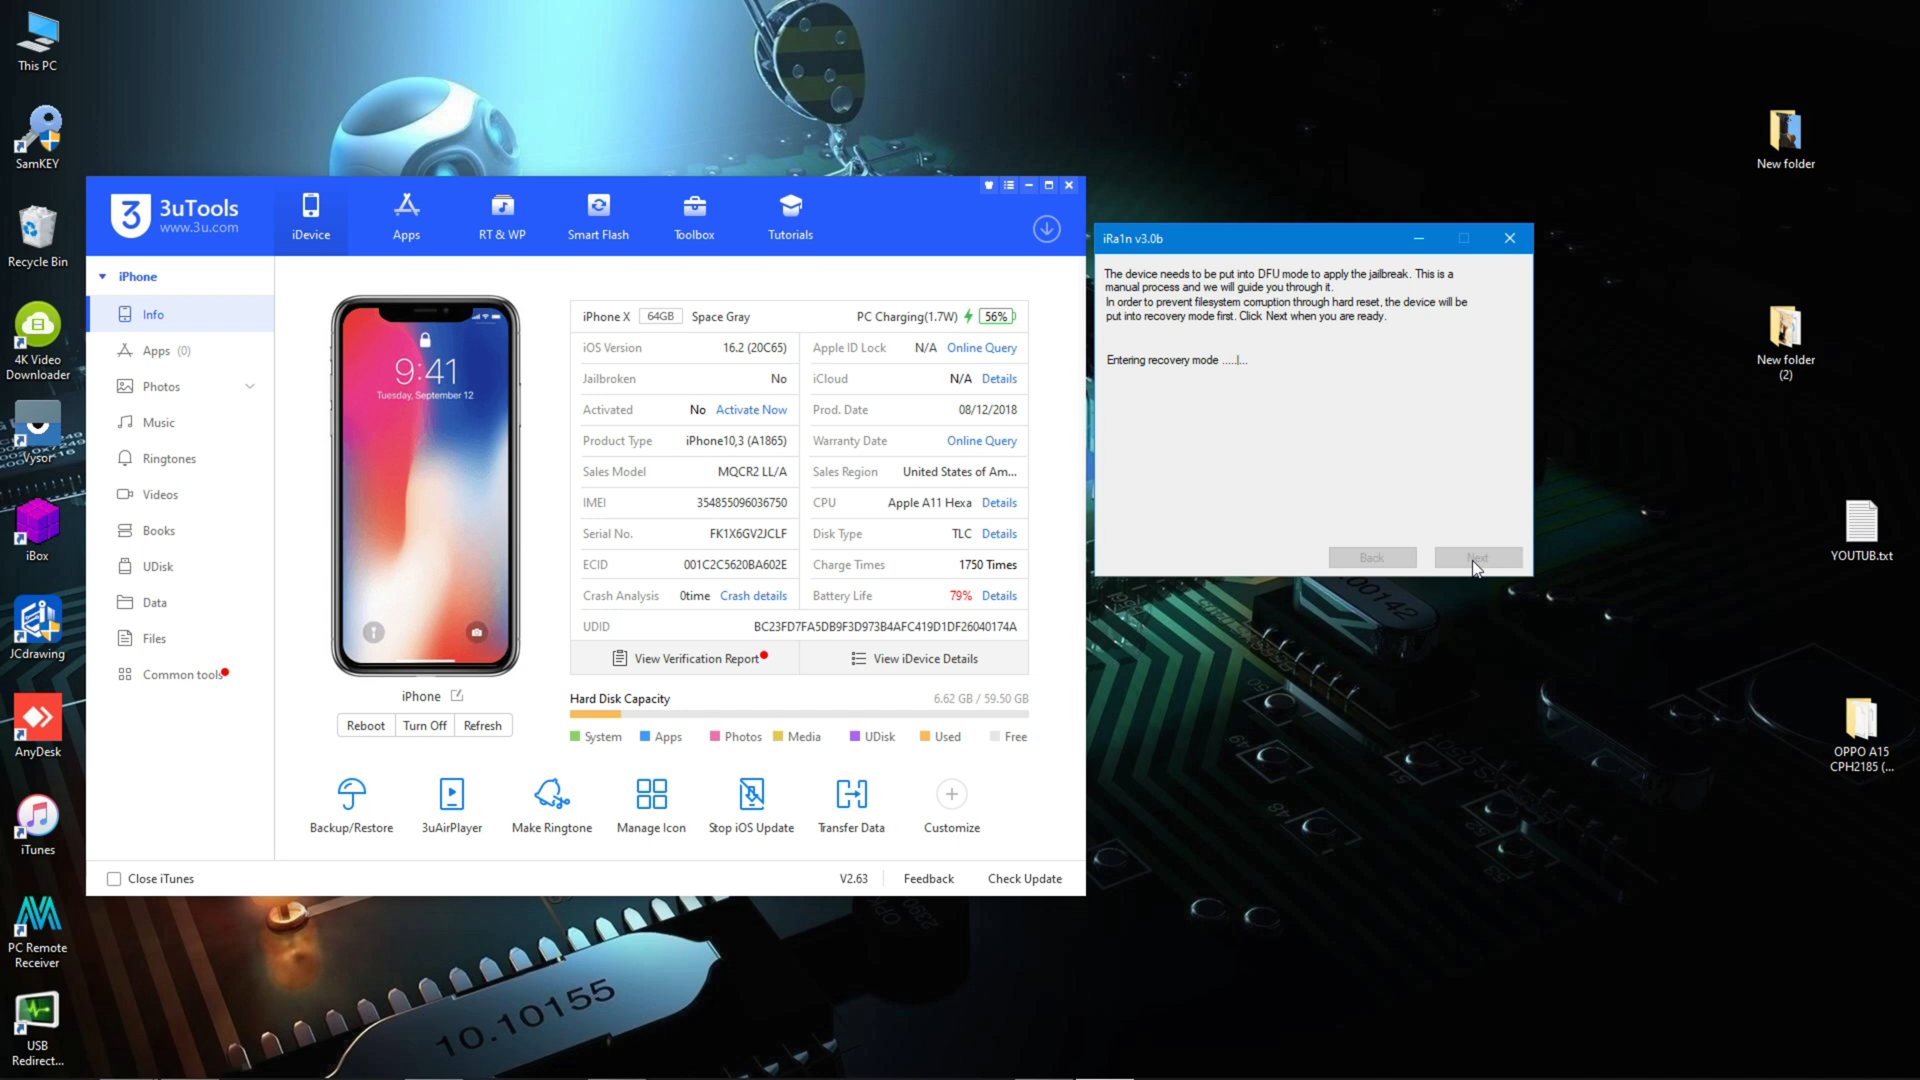 This PC
SamKEY
Recycle Bin
4K Video
Downloader
Vysor
iBox
JCdrawing
AnyDesk
iTunes
PC Remote
Receiver
USB
Redirect...
3
3uTools
www.3u.com
iDevice
Apps
RT & WP
Smart Flash
Toolbox
Tutorials
iPhone
Info
Apps (0)
Photos
Music
Ringtones
Videos
Books
UDisk
Data
Files
Common tools
9:41
Tuesday, September 12
iPhone
Reboot
Turn Off
Refresh
iPhone X 64GB Space Gray PC Charging(1.7W) 56%
iOS Version 16.2 (20C65) Apple ID Lock N/A Online Query
Jailbroken No iCloud N/A Details
Activated No Activate Now Prod. Date 08/12/2018
Product Type iPhone10,3 (A1865) Warranty Date Online Query
Sales Model MQCR2 LL/A Sales Region United States of Am...
IMEI 354855096036750 CPU Apple A11 Hexa Details
Serial No. FK1X6GV2JCLF Disk Type TLC Details
ECID 001C2C5620BA602E Charge Times 1750 Times
Crash Analysis 0time Crash details Battery Life 79% Details
UDID BC23FD7FA5DB9F3D973B4AFC419D1DF26040174A
View Verification Report View iDevice Details
Hard Disk Capacity 6.62 GB / 59.50 GB
System Apps Photos Media UDisk Used Free
Backup/Restore
3uAirPlayer
Make Ringtone
Manage Icon
Stop iOS Update
Transfer Data
Customize
Close iTunes
V2.63
Feedback
Check Update
iRa1n v3.0b
The device needs to be put into DFU mode to apply the jailbreak. This is a
manual process and we will guide you through it.
In order to prevent filesystem corruption through hard reset, the device will be
put into recovery mode first. Click Next when you are ready.
Entering recovery mode .....|...
Back
Next
New folder
New folder
(2)
YOUTUB.txt
OPPO A15
CPH2185 (...
10.10155